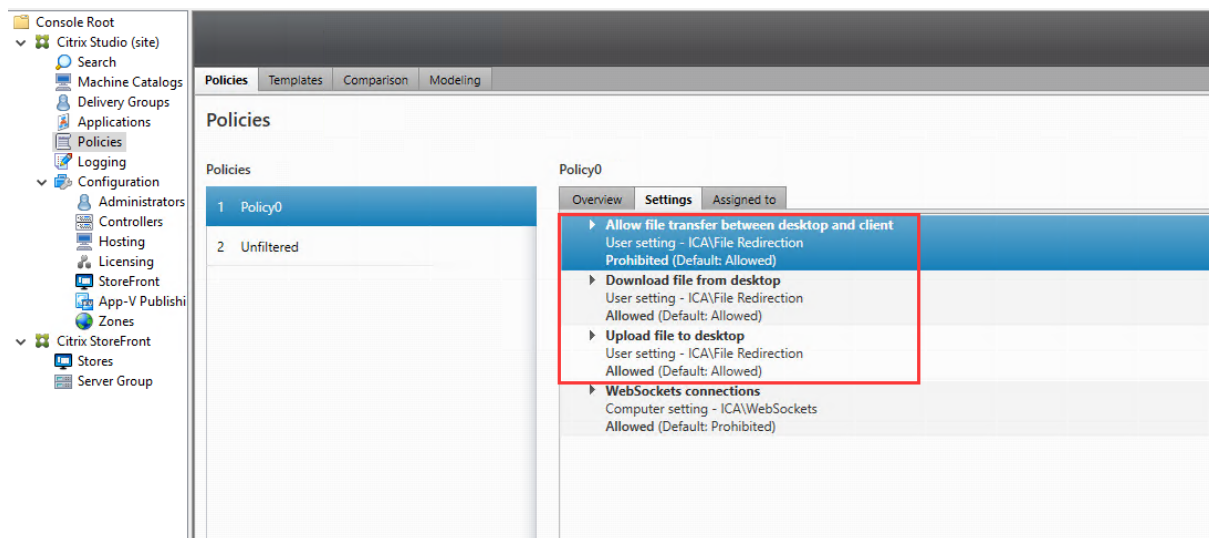 Console Root
Citrix Studio (site)
Search
Machine Catalogs
Delivery Groups
Applications
Policies
Logging
Configuration
Administrators
Controllers
Hosting
Licensing
StoreFront
App-V Publishi
Zones
Citrix StoreFront
Stores
Server Group
Policies Templates Comparison Modeling
Policies
Policies
1 Policy0
2 Unfiltered
Policy0
Overview Settings Assigned to
Allow file transfer between desktop and client
User setting - ICA\File Redirection
Prohibited (Default: Allowed)
Download file from desktop
User setting - ICA\File Redirection
Allowed (Default: Allowed)
Upload file to desktop
User setting - ICA\File Redirection
Allowed (Default: Allowed)
WebSockets connections
Computer setting - ICA\WebSockets
Allowed (Default: Prohibited)